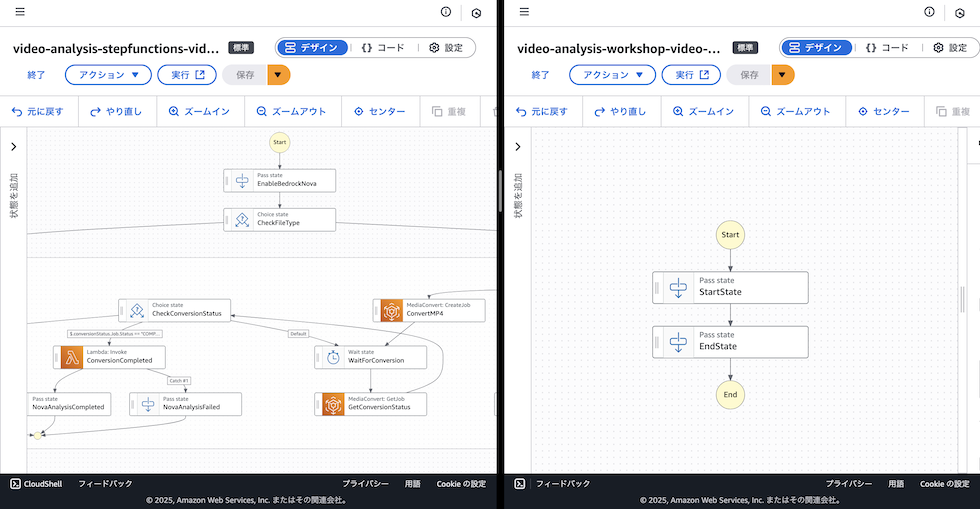 video-analysis-stepfunctions-vid...
標準
デザイン
{} コード
設定
終了
アクション
実行
保存
元に戻す
やり直し
ズームイン
ズームアウト
センター
重複
状態を追加
Start
Pass state
EnableBedrockNova
Choice state
CheckFileType
Choice state
CheckConversionStatus
MediaConvert: CreateJob
ConvertMP4
$.conversionStatus.Job.Status == "COMP...
Default
Lambda: Invoke
ConversionCompleted
Wait state
WaitForConversion
Catch #1
Pass state
NovaAnalysisCompleted
Pass state
NovaAnalysisFailed
MediaConvert: GetJob
GetConversionStatus
CloudShell
フィードバック
プライバシー
用語
Cookie の設定
© 2025, Amazon Web Services, Inc. またはその関連会社。
video-analysis-workshop-video-...
標準
デザイン
{} コード
設定
終了
アクション
実行
保存
元に戻す
やり直し
ズームイン
ズームアウト
センター
重複
状態を追加
Start
Pass state
StartState
Pass state
EndState
End
フィードバック
プライバシー
用語
Cookie の設定
© 2025, Amazon Web Services, Inc. またはその関連会社。